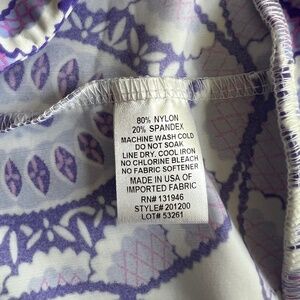 80% NYLON
20% SPANDEX
MACHINE WASH COLD
DO NOT SOAK
LINE DRY, COOL IRON
NO CHLORINE BLEACH
NO FABRIC SOFTENER
MADE IN USA OF
IMPORTED FABRIC
RN# 131946
STYLE# 201200
LOT# 53261